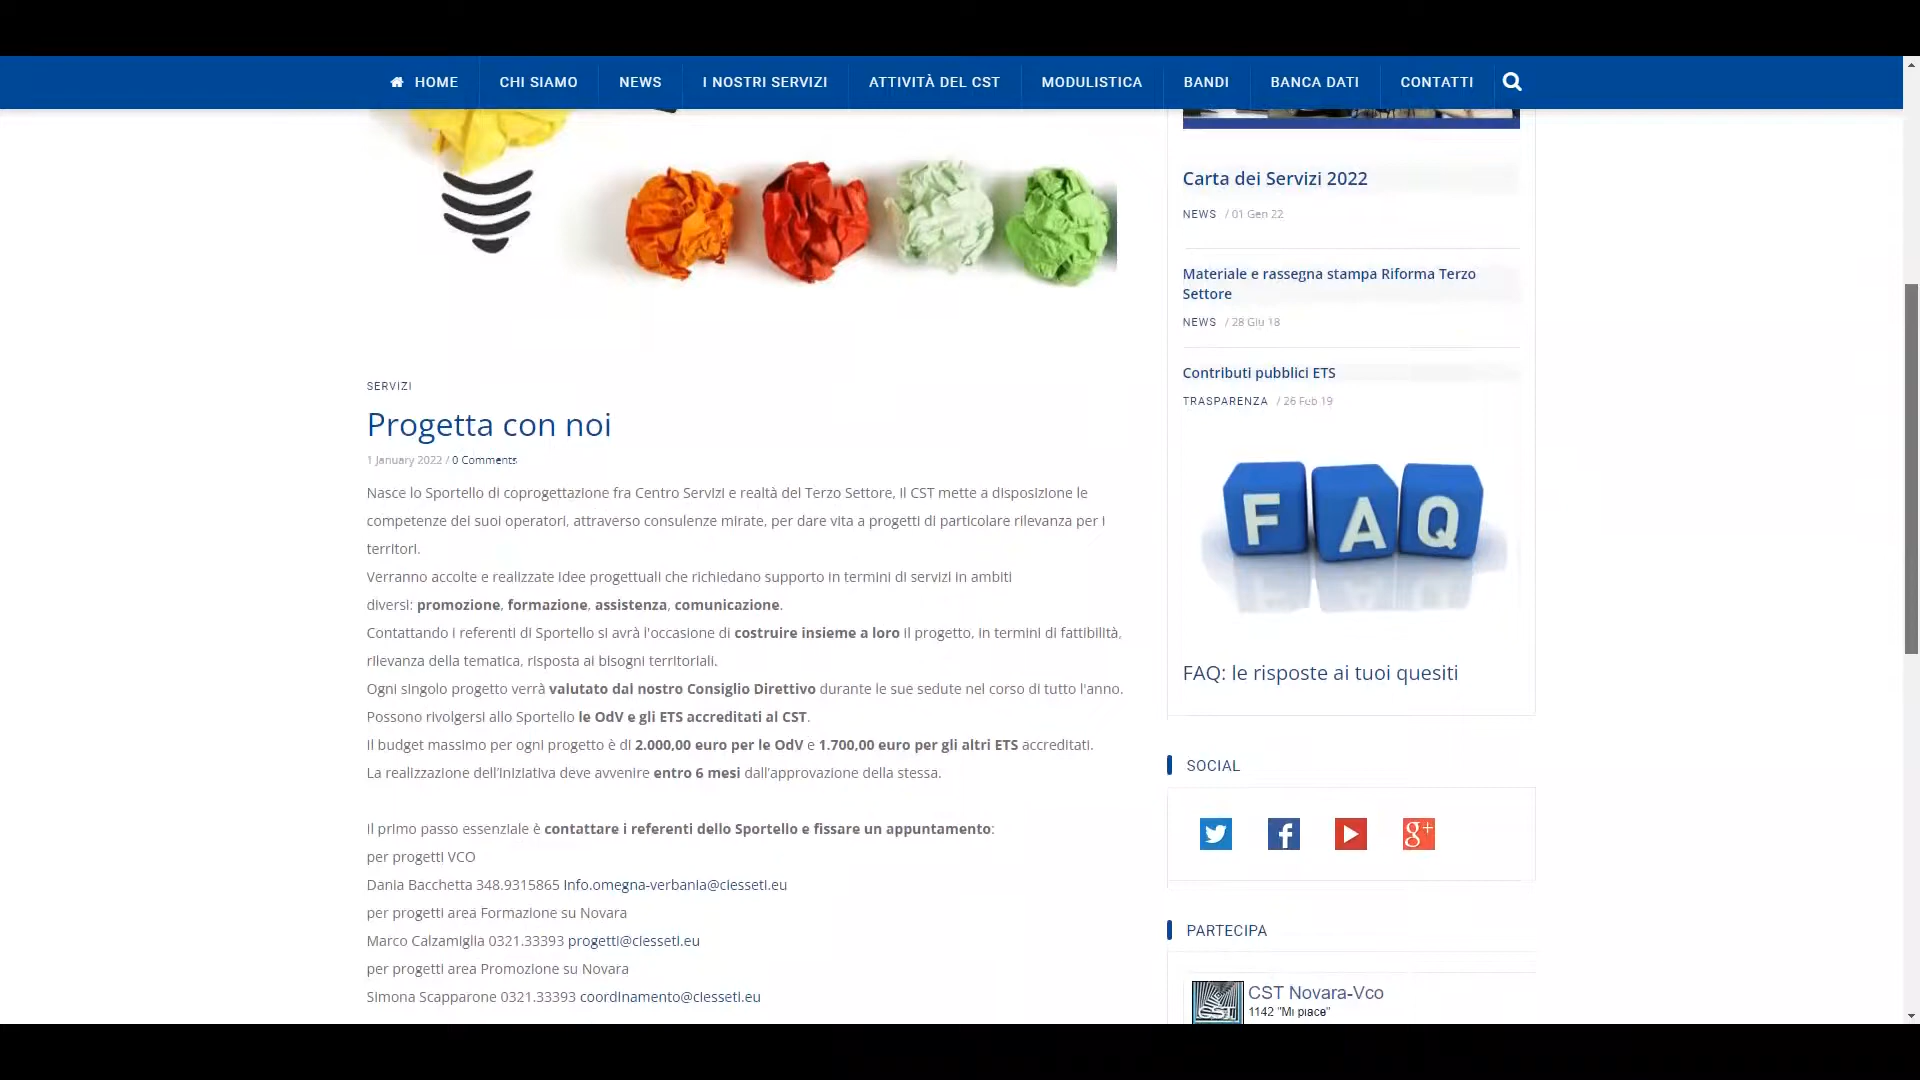 HOME CHI SIAMO NEWS I NOSTRI SERVIZI ATTIVITÀ DEL CST MODULISTICA BANDI BANCA DATI CONTATTI
SERVIZI
Progetta con noi
1 January 2022 / 0 Comments
Nasce lo Sportello di coprogettazione fra Centro Servizi e realtà del Terzo Settore, il CST mette a disposizione le
competenze dei suoi operatori, attraverso consulenze mirate, per dare vita a progetti di particolare rilevanza per i
territori.
Verranno accolte e realizzate idee progettuali che richiedano supporto in termini di servizi in ambiti
diversi: promozione, formazione, assistenza, comunicazione.
Contattando i referenti di Sportello si avrà l'occasione di costruire insieme a loro il progetto, in termini di fattibilità,
rilevanza della tematica, risposta ai bisogni territoriali.
Ogni singolo progetto verrà valutato dal nostro Consiglio Direttivo durante le sue sedute nel corso di tutto l'anno.
Possono rivolgersi allo Sportello le OdV e gli ETS accreditati al CST.
Il budget massimo per ogni progetto è di 2.000,00 euro per le OdV e 1.700,00 euro per gli altri ETS accreditati.
La realizzazione dell'iniziativa deve avvenire entro 6 mesi dall'approvazione della stessa.
Il primo passo essenziale è contattare i referenti dello Sportello e fissare un appuntamento:
per progetti VCO
Dania Bacchetta 348.9315865 info.omegna-verbania@ciesseti.eu
per progetti area Formazione su Novara
Marco Calzamiglia 0321.33393 progetti@ciesseti.eu
per progetti area Promozione su Novara
Simona Scapparone 0321.33393 coordinamento@ciesseti.eu
Carta dei Servizi 2022
NEWS / 01 Gen 22
Materiale e rassegna stampa Riforma Terzo
Settore
NEWS / 28 Giu 18
Contributi pubblici ETS
TRASPARENZA / 26 Feb 19
FAQ
FAQ: le risposte ai tuoi quesiti
SOCIAL
g+
PARTECIPA
CST
CST Novara-Vco
1142 "Mi piace"